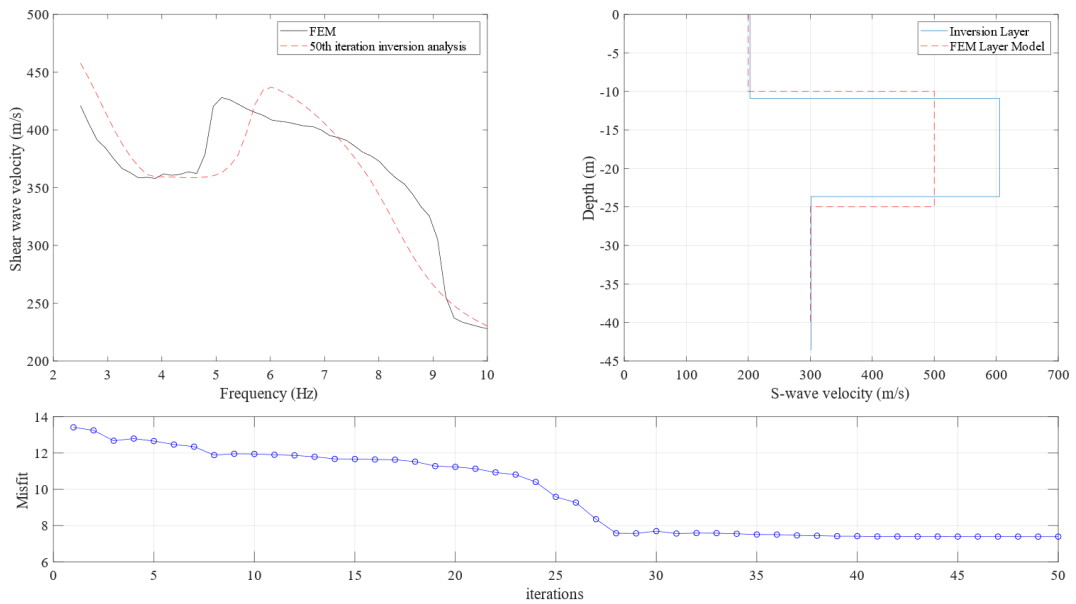 500
450
400
350
300
250
200
2 3 4 5 6 7 8 9 10
Shear wave velocity (m/s)
Frequency (Hz)
FEM
50th iteration inversion analysis
0
-5
-10
-15
-20
-25
-30
-35
-40
-45
0 100 200 300 400 500 600 700
Depth (m)
S-wave velocity (m/s)
Inversion Layer
FEM Layer Model
14
12
10
8
6
0 5 10 15 20 25 30 35 40 45 50
Misfit
iterations